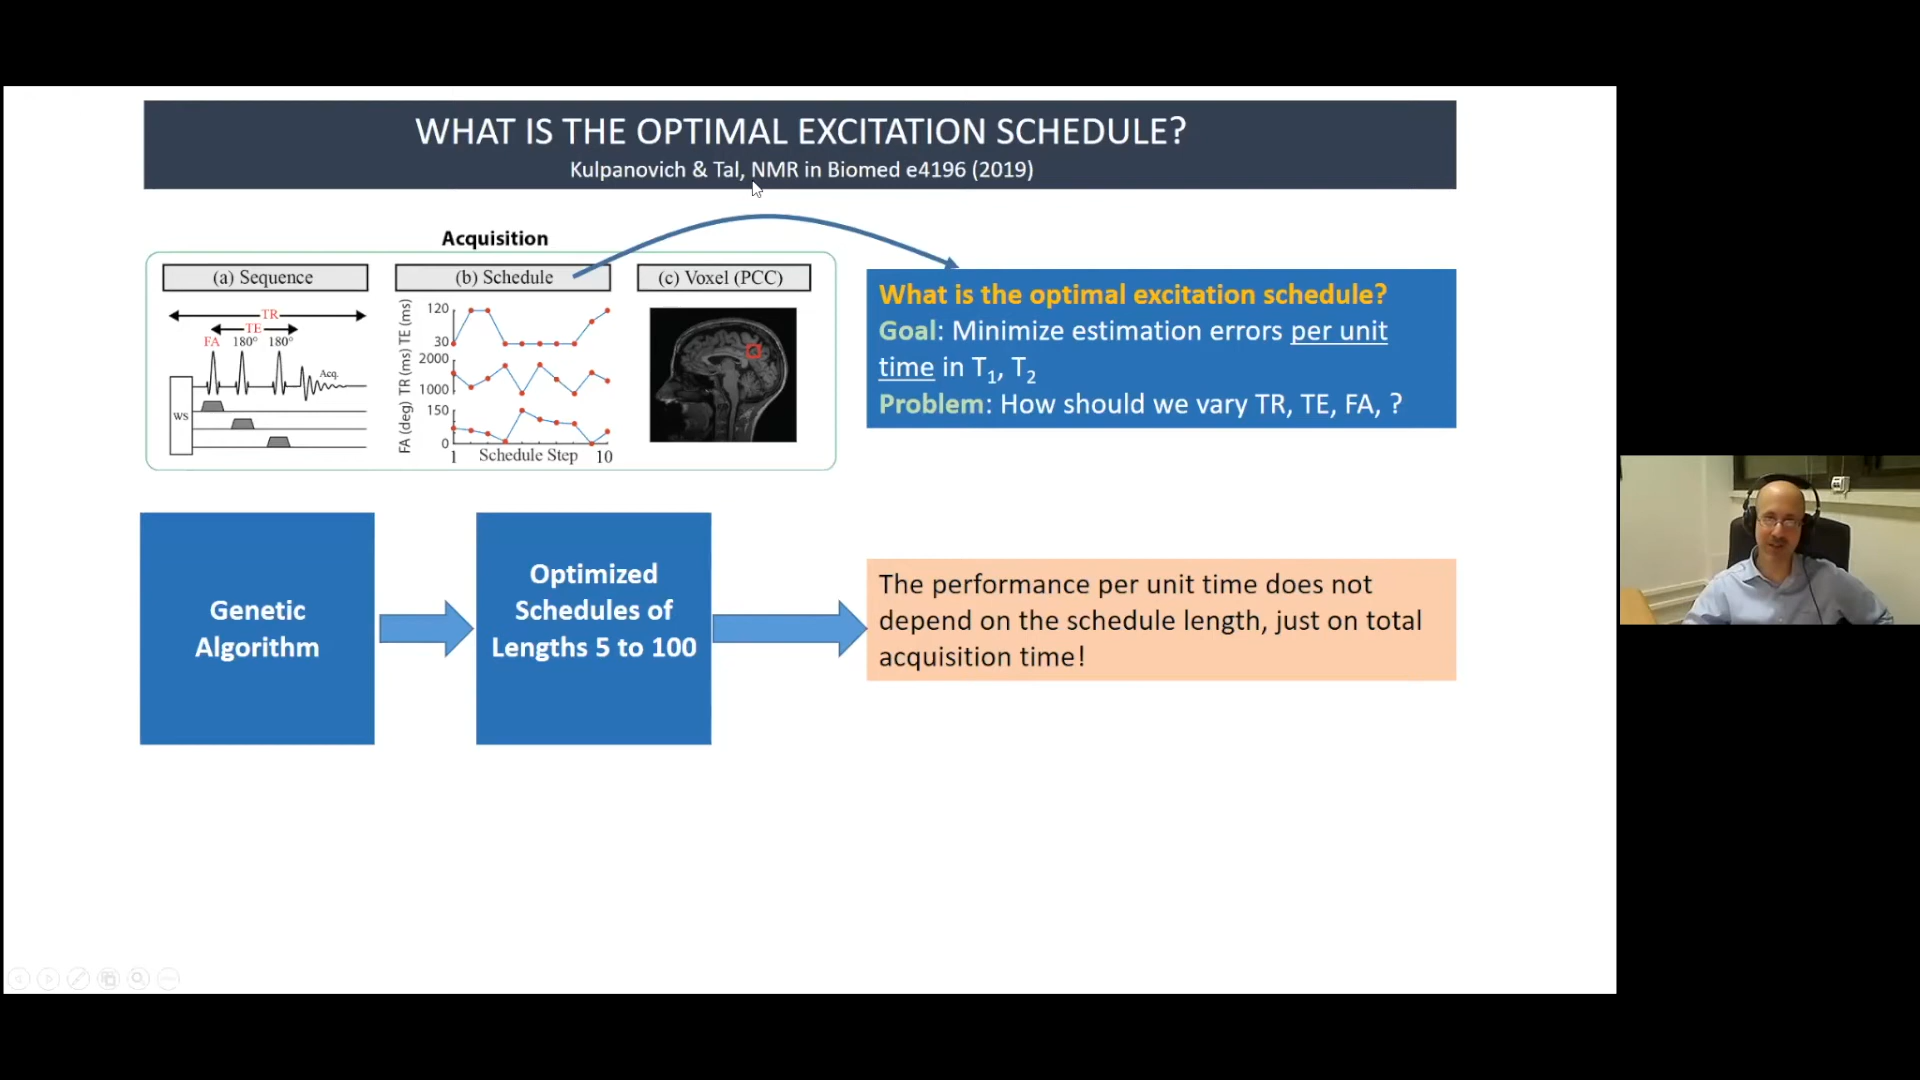 WHAT IS THE OPTIMAL EXCITATION SCHEDULE?
Kulpanovich & Tal, NMR in Biomed e4196 (2019)
Acquisition
(a) Sequence
(b) Schedule
(c) Voxel (PCC)
TR
TE
FA 180° 180°
Acq.
WS
TE (ms)
120
30
TR (ms)
2000
1000
FA (deg)
150
0
1 Schedule Step 10
What is the optimal excitation schedule?
Goal: Minimize estimation errors per unit
time in T1, T2
Problem: How should we vary TR, TE, FA, ?
Genetic
Algorithm
Optimized
Schedules of
Lengths 5 to 100
The performance per unit time does not
depend on the schedule length, just on total
acquisition time!